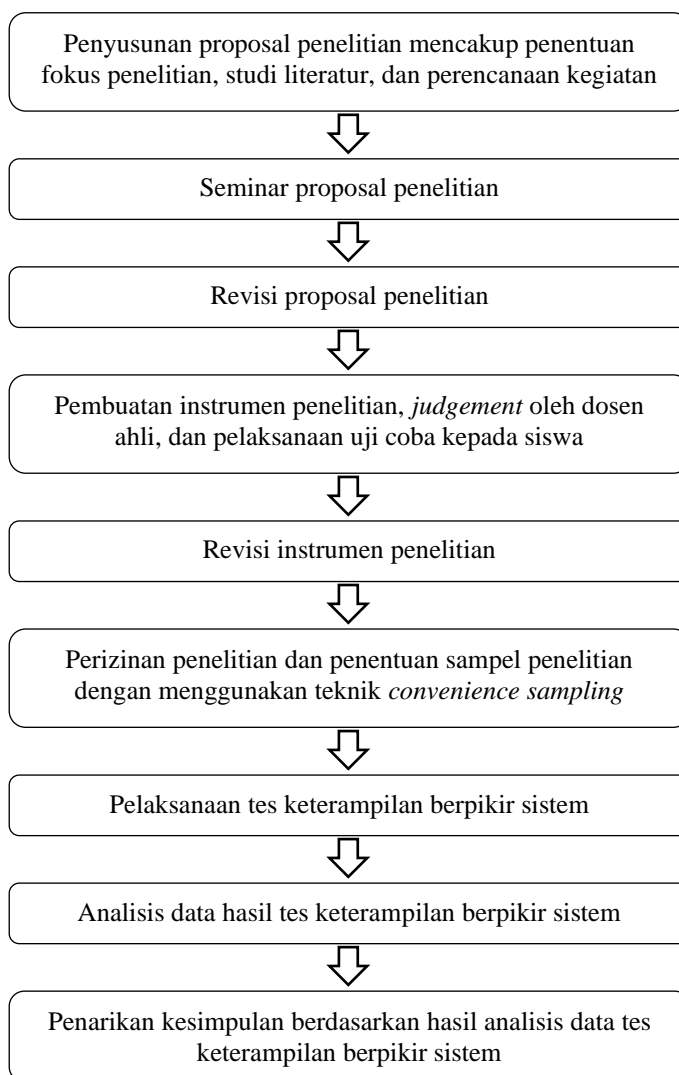 Penyusunan proposal penelitian mencakup penentuan
fokus penelitian, studi literatur, dan perencanaan kegiatan
Seminar proposal penelitian
Revisi proposal penelitian
Pembuatan instrumen penelitian, judgement oleh dosen
ahli, dan pelaksanaan uji coba kepada siswa
Revisi instrumen penelitian
Perizinan penelitian dan penentuan sampel penelitian
dengan menggunakan teknik convenience sampling
Pelaksanaan tes keterampilan berpikir sistem
Analisis data hasil tes keterampilan berpikir sistem
Penarikan kesimpulan berdasarkan hasil analisis data tes
keterampilan berpikir sistem